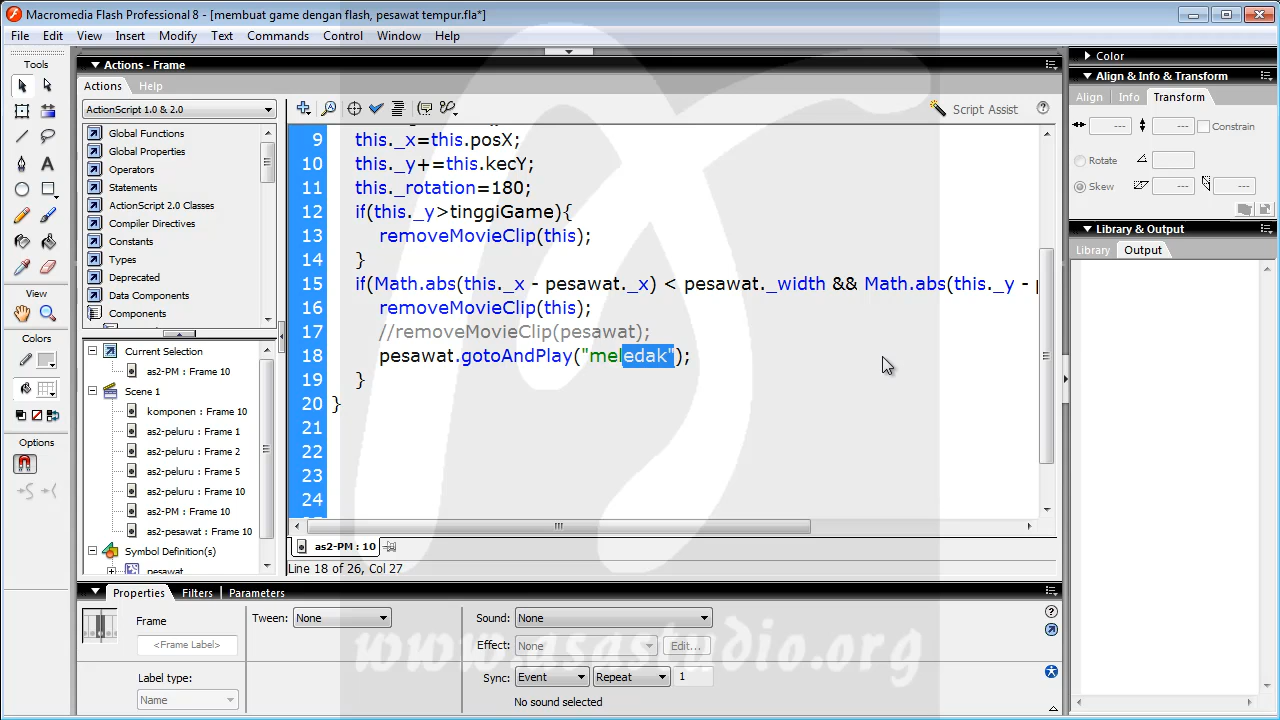 Macromedia Flash Professional 8 - [membuat game dengan flash, pesawat tempur.fla*]
File Edit View Insert Modify Text Commands Control Window Help
Tools
View
Colors
Options
Actions - Frame
Actions Help
ActionScript 1.0 & 2.0
Global Functions
Global Properties
Operators
Statements
ActionScript 2.0 Classes
Compiler Directives
Constants
Types
Deprecated
Data Components
Components
Current Selection
as2-PM : Frame 10
Scene 1
komponen : Frame 10
as2-peluru : Frame 1
as2-peluru : Frame 2
as2-peluru : Frame 5
as2-peluru : Frame 10
as2-PM : Frame 10
as2-pesawat : Frame 10
Symbol Definition(s)
pesawat
Script Assist
9 this._x=this.posX;
10 this._y+=this.kecY;
11 this._rotation=180;
12 if(this._y>tinggiGame){
13 removeMovieClip(this);
14 }
15 if(Math.abs(this._x - pesawat._x) < pesawat._width && Math.abs(this._y - p
16 removeMovieClip(this);
17 //removeMovieClip(pesawat);
18 pesawat.gotoAndPlay("meledak");
19 }
20 }
21
22
23
24
as2-PM : 10
Line 18 of 26, Col 27
Properties Filters Parameters
Frame
<Frame Label>
Label type:
Name
Tween: None
Sound: None
Effect: None Edit...
Sync: Event Repeat 1
No sound selected
Color
Align & Info & Transform
Align Info Transform
Constrain
Rotate
Skew
Library & Output
Library Output
www.asastudio.org